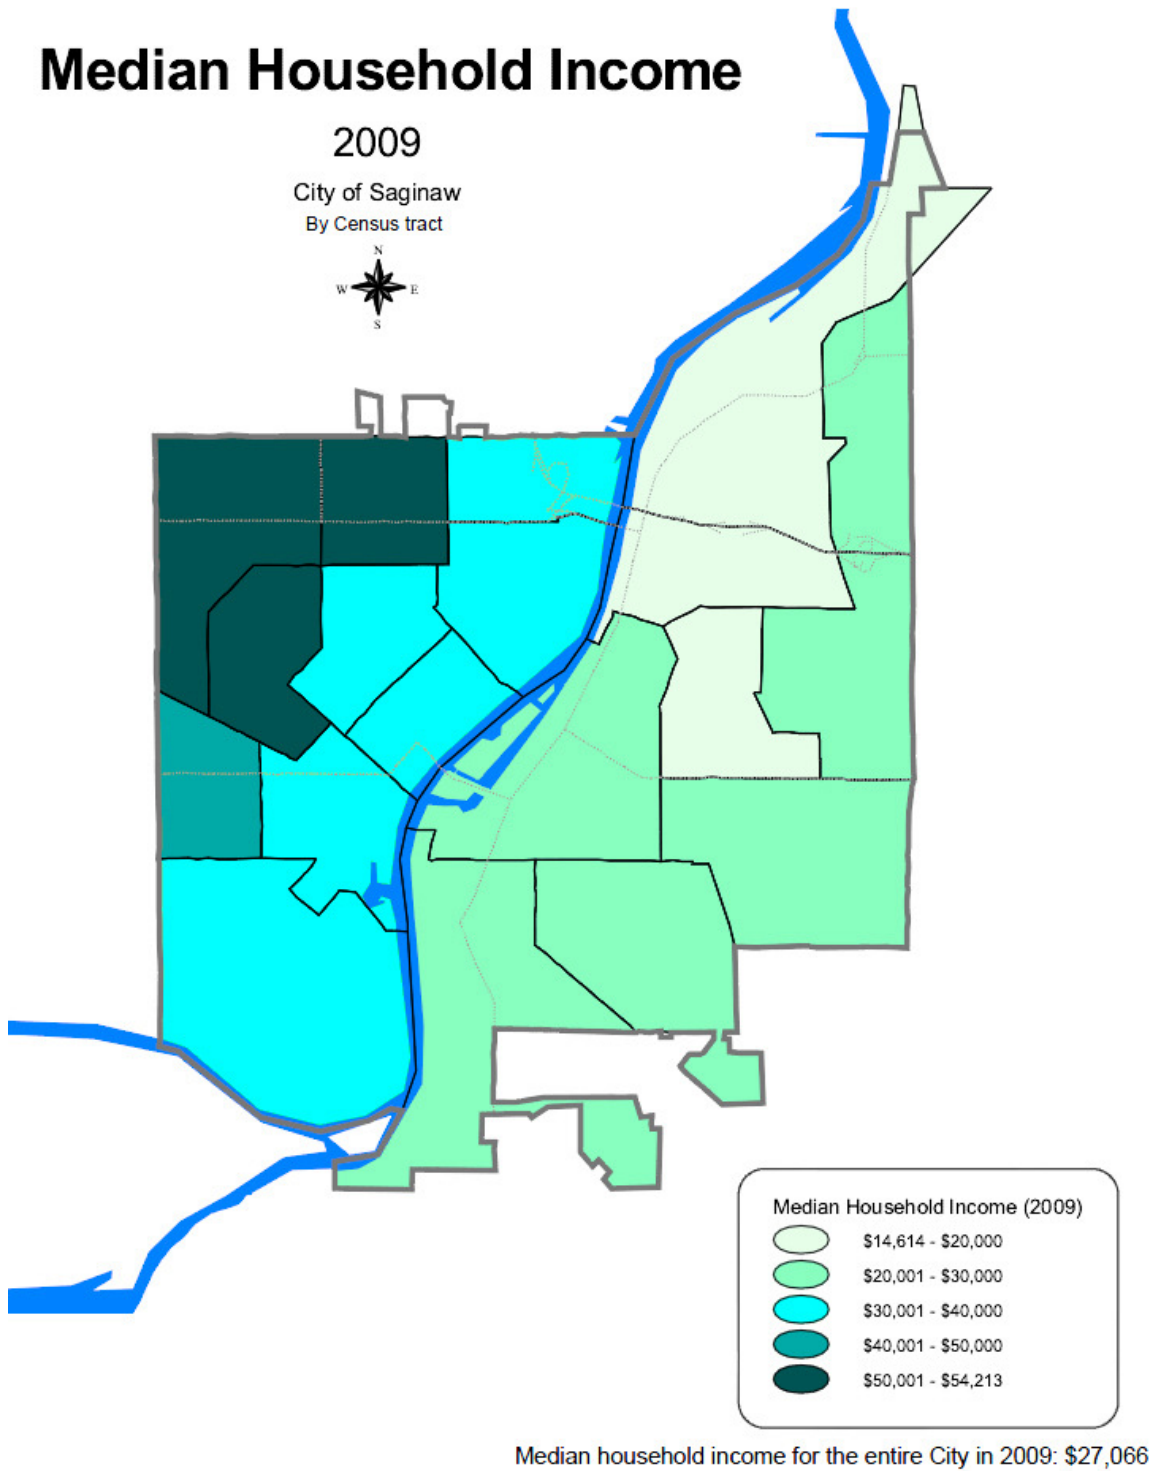 Median Household Income
2009
City of Saginaw
By Census tract
N
W E
S
Median Household Income (2009)
$14,614 - $20,000
$20,001 - $30,000
$30,001 - $40,000
$40,001 - $50,000
$50,001 - $54,213
Median household income for the entire City in 2009: $27,066